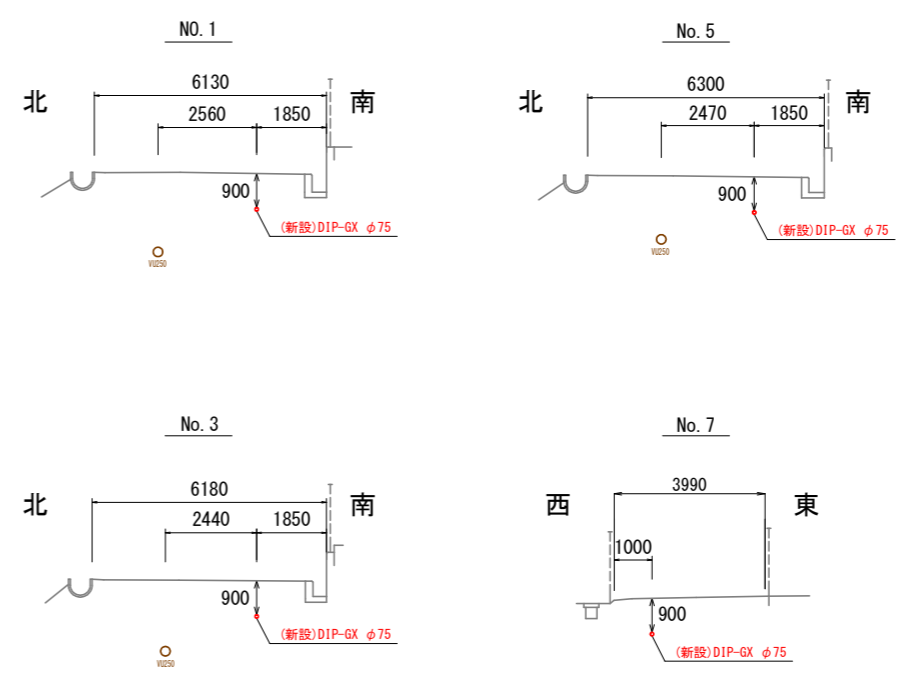 NO.1
6130
北
南
2560
1850
900
(新設)DIP-GX φ75
VU250
No.5
6300
北
南
2470
1850
900
(新設)DIP-GX φ75
VU250
No.3
6180
北
南
2440
1850
900
(新設)DIP-GX φ75
VU250
No.7
3990
西
東
1000
900
(新設)DIP-GX φ75